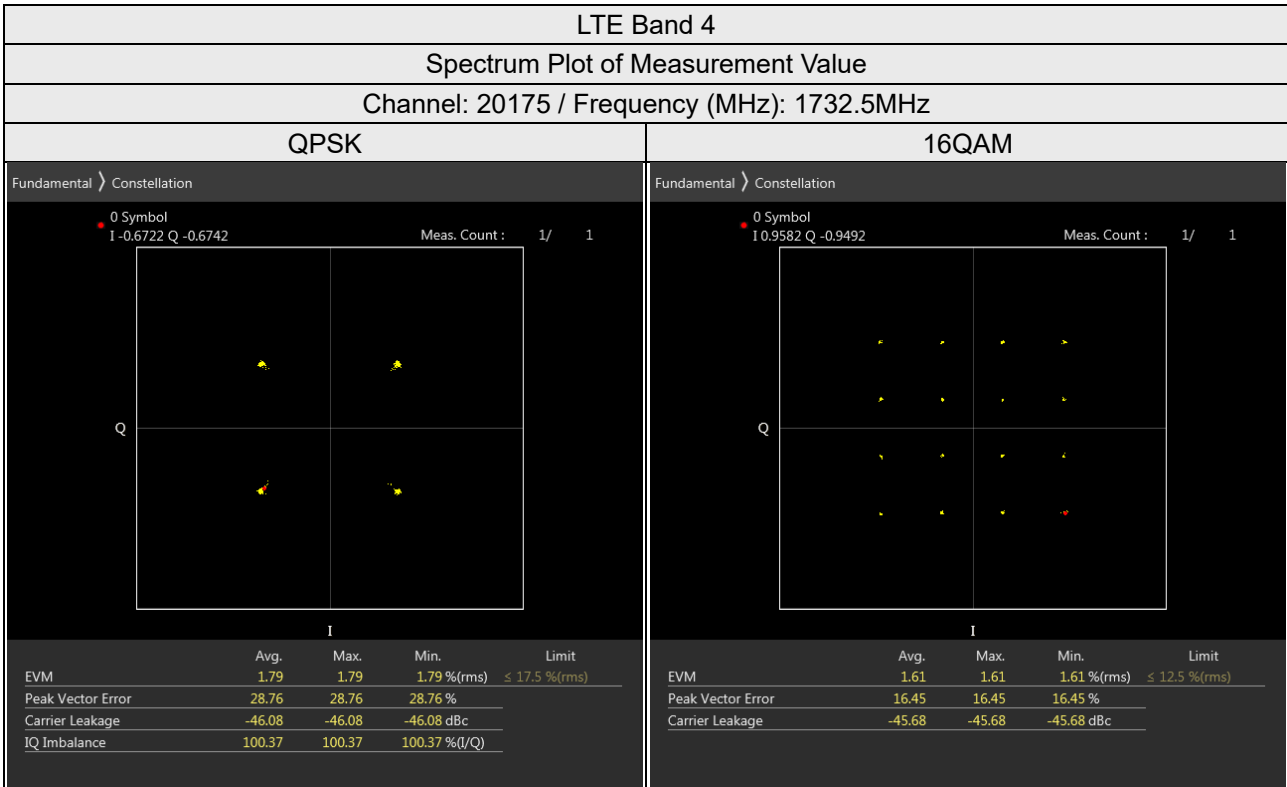 LTE Band 4
Spectrum Plot of Measurement Value
Channel: 20175 / Frequency (MHz): 1732.5MHz
QPSK
16QAM
Fundamental 〉 Constellation
0 Symbol
I -0.6722 Q -0.6742
Meas. Count : 1/ 1
Q
I
Avg. Max. Min. Limit
EVM 1.79 1.79 1.79 %(rms) ≤ 17.5 %(rms)
Peak Vector Error 28.76 28.76 28.76 %
Carrier Leakage -46.08 -46.08 -46.08 dBc
IQ Imbalance 100.37 100.37 100.37 %(I/Q)
Fundamental 〉 Constellation
0 Symbol
I 0.9582 Q -0.9492
Meas. Count : 1/ 1
Q
I
Avg. Max. Min. Limit
EVM 1.61 1.61 1.61 %(rms) ≤ 12.5 %(rms)
Peak Vector Error 16.45 16.45 16.45 %
Carrier Leakage -45.68 -45.68 -45.68 dBc